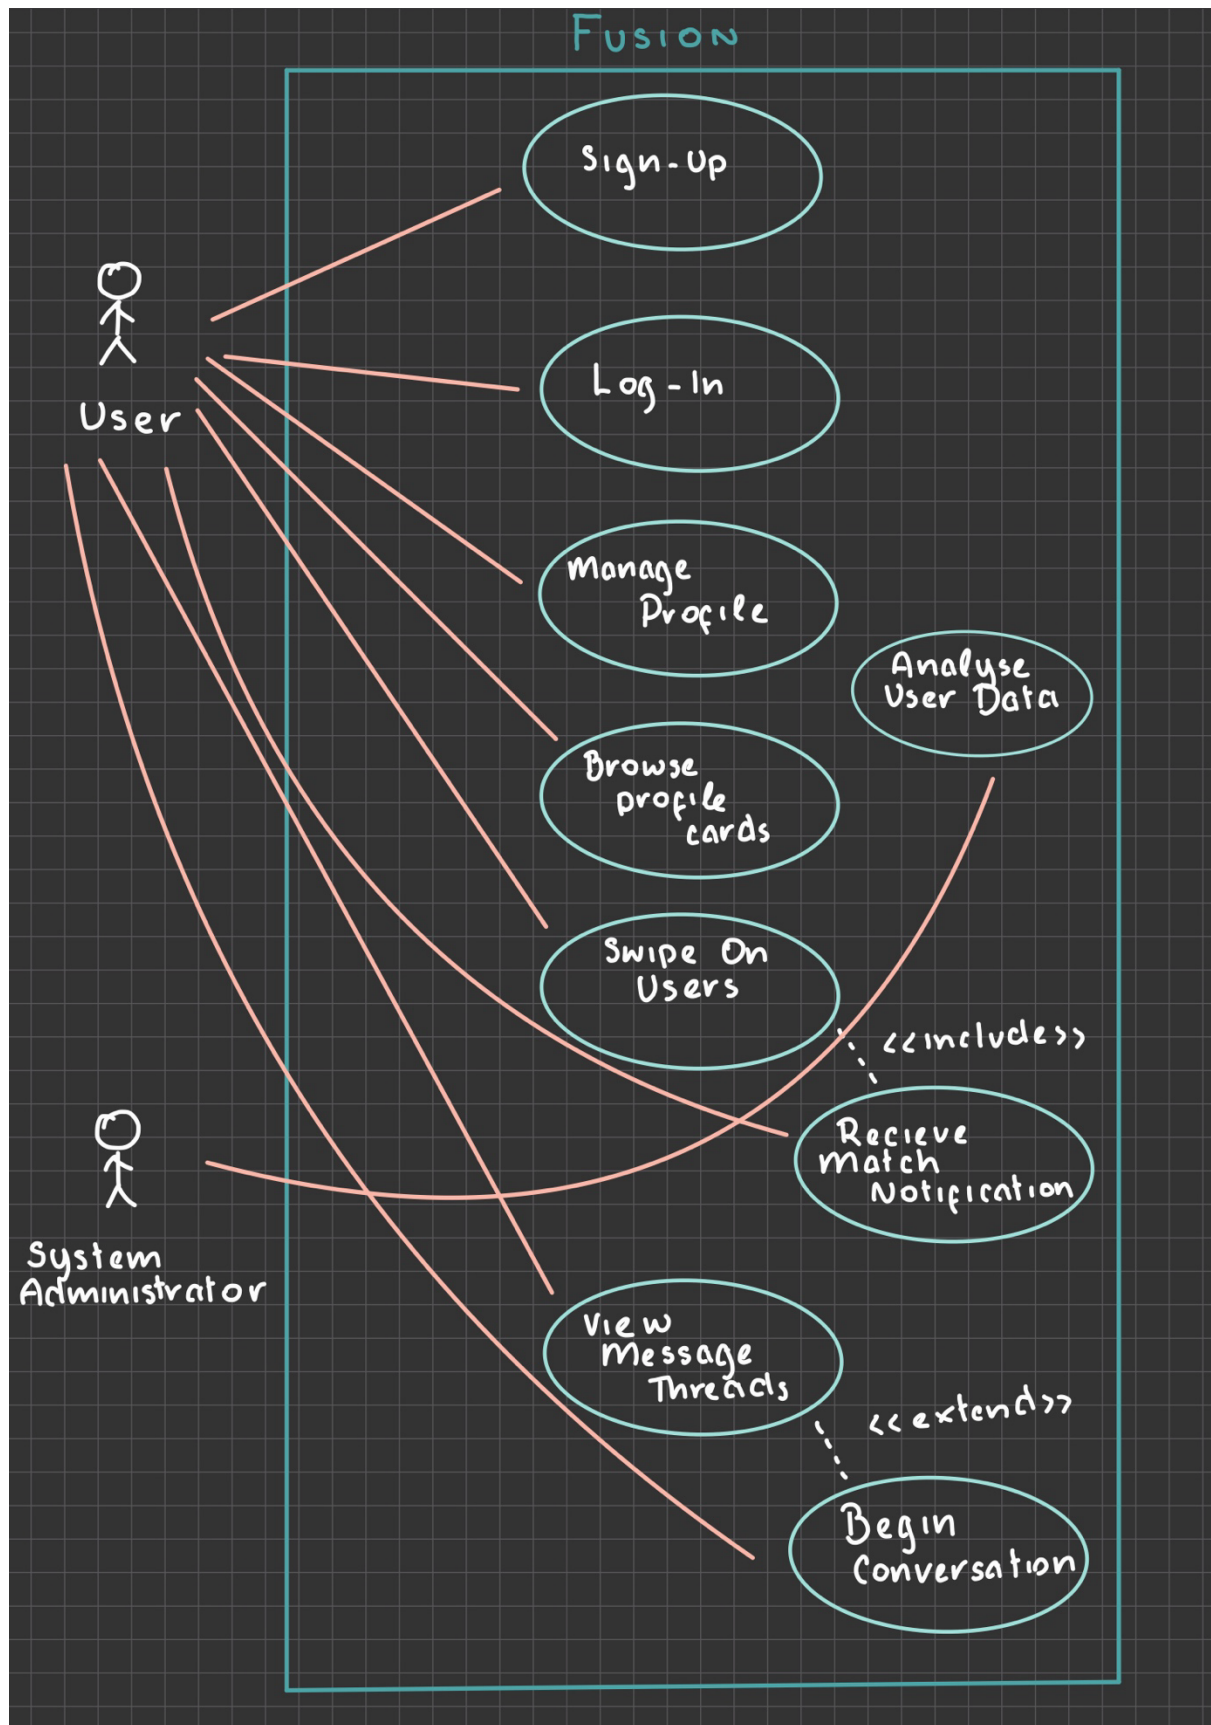 Fusion
Sign-Up
Log-In
User
Manage
Profile
Analyse
User Data
Browse
profile
cards
Swipe On
Users
<<include>>
Recieve
Match
Notification
System
Administrator
View
Message
Threads
<<extend>>
Begin
Conversation